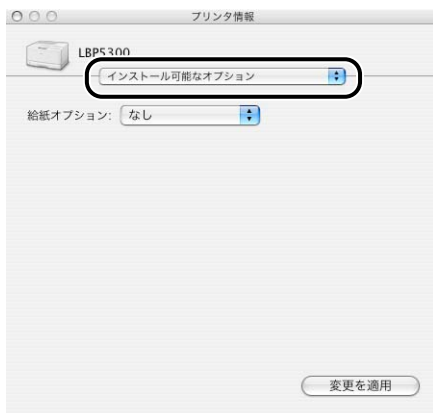 プリンタ情報
LBP5300
インストール可能なオプション
給紙オプション: なし
変更を適用